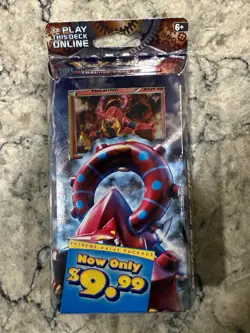 PLAY
THIS DECK
ONLINE
6+
EXTREME VALUE PACKAGE
NOW ONLY
$9.99